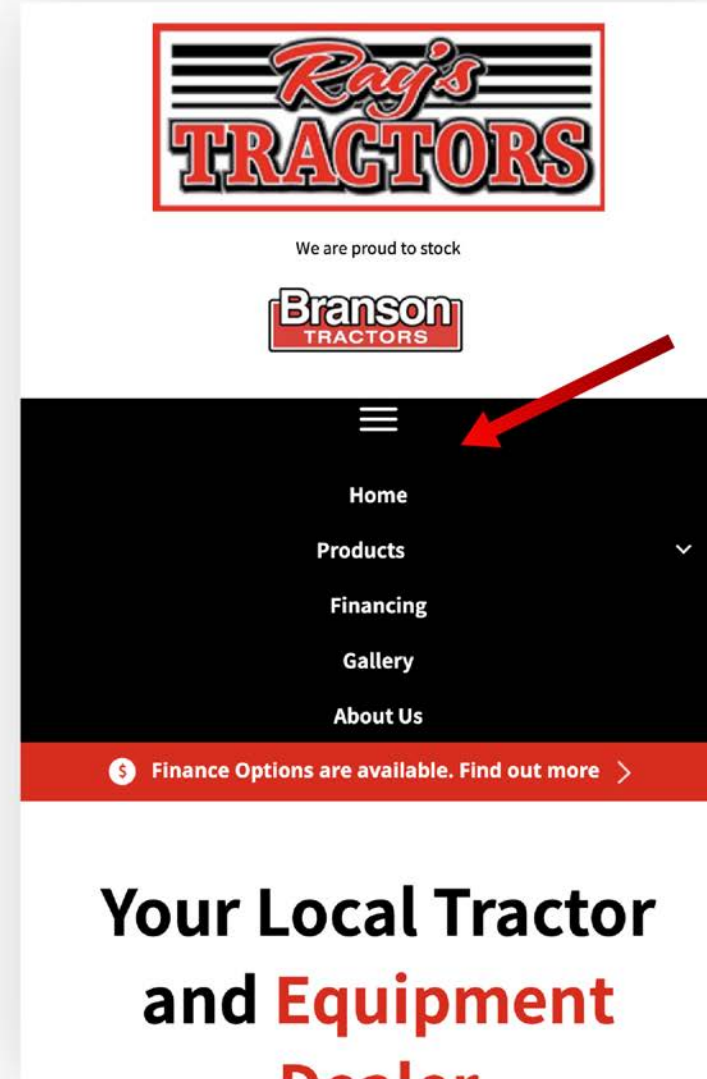 Ray's
TRACTORS
We are proud to stock
Branson
TRACTORS
Home
Products
Financing
Gallery
About Us
$ Finance Options are available. Find out more
Your Local Tractor
and Equipment
Dealer